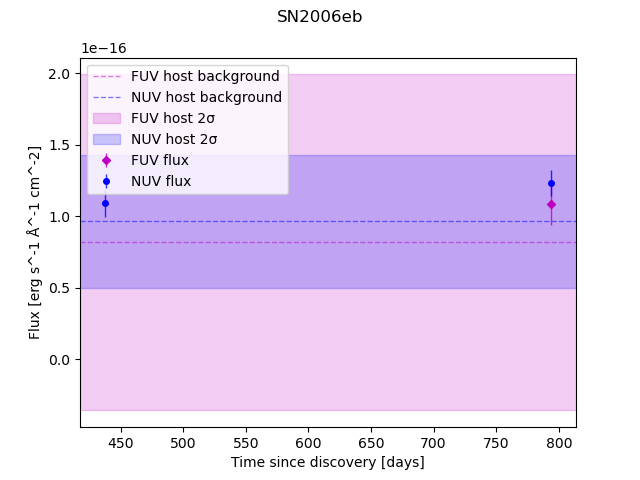 SN2006eb
1e−16
2.0
1.5
1.0
0.5
0.0
Flux [erg s^-1 Å^-1 cm^-2]
FUV host background
NUV host background
FUV host 2σ
NUV host 2σ
FUV flux
NUV flux
450 500 550 600 650 700 750 800
Time since discovery [days]